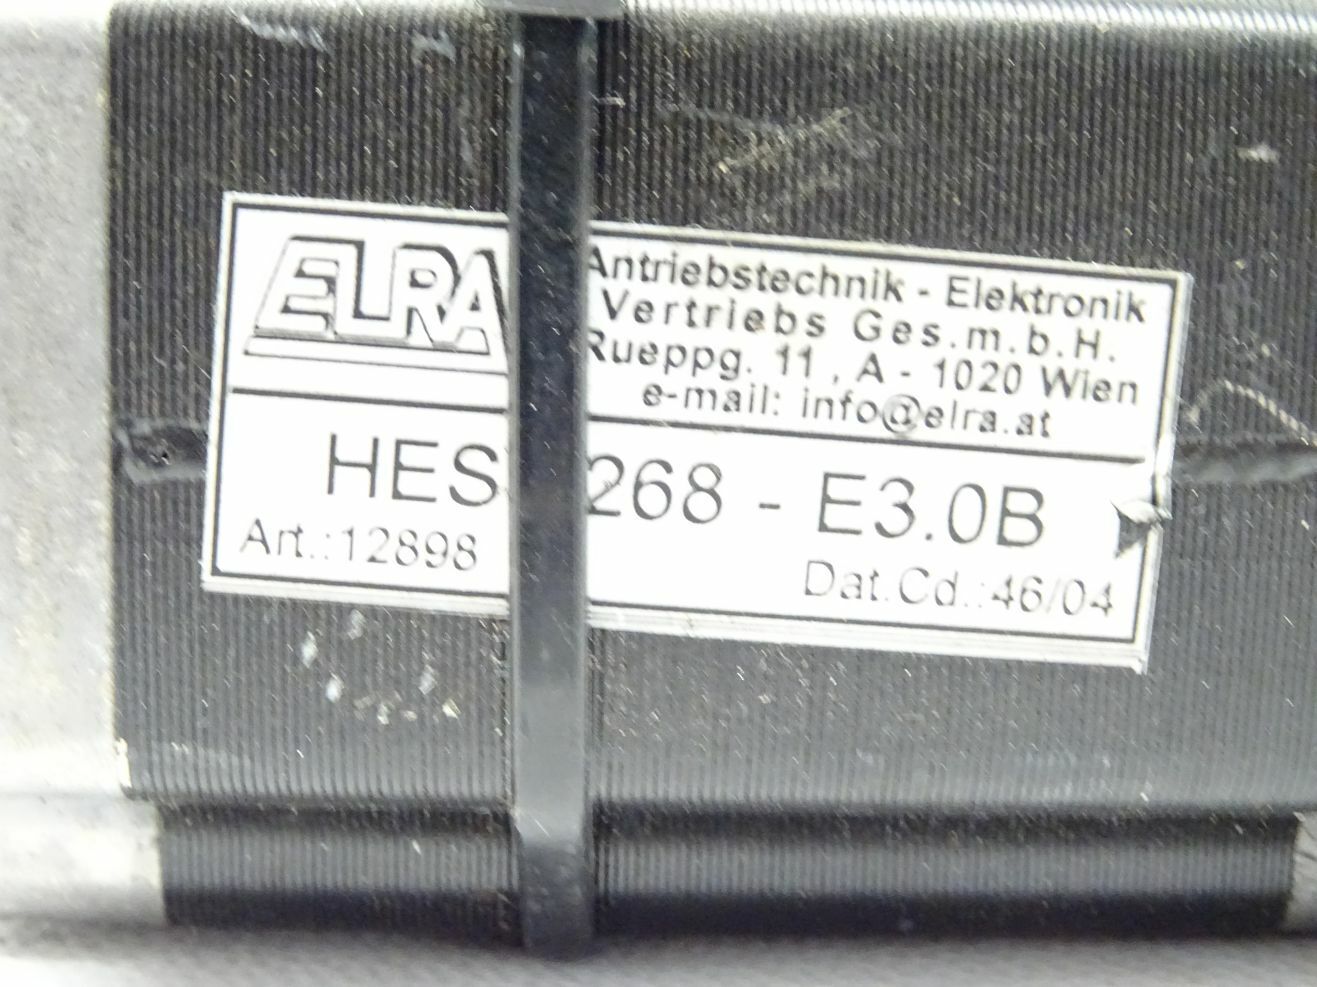 ELRA
Antriebstechnik - Elektronik
Vertriebs Ges.m.b.H.
Rueppg. 11, A - 1020 Wien
e-mail: info@elra.at
HES 268 - E3.0B
Art.:12898
Dat.Cd.:46/04